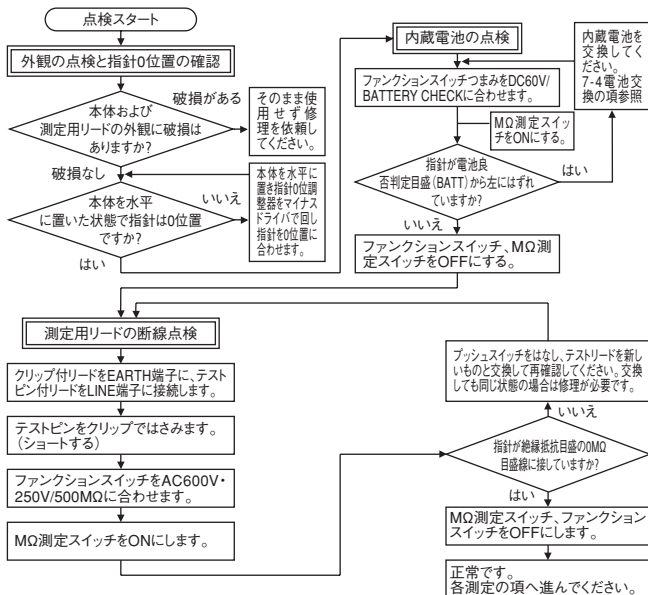 点検スタート
外観の点検と指針0位置の確認
破損がある
本体および
測定用リードの外観に破損は
ありますか?
そのまま使
用せず修
理を依頼し
てください。
破損なし
本体を水平
に置いた状態で指針は0位置
ですか?
いいえ
本体を水平に
置き指針0位調
整器をマイナス
ドライバで回し
指針を0位置に
合わせます。
はい
内蔵電池の点検
ファンクションスイッチつまみをDC60V/
BATTERY CHECKに合わせます。
MΩ測定スイッ
チをONにする。
指針が電池良
否判定目盛(BATT)から左にはずれ
ていますか?
はい
内蔵電池を
交換してく
ださい。
7-4電池交
換の項参照
いいえ
ファンクションスイッチ、MΩ測
定スイッチをOFFにする。
測定用リードの断線点検
クリップ付リードをEARTH端子に、テスト
ピン付リードをLINE端子に接続します。
テストピンをクリップではさみます。
(ショートする)
ファンクションスイッチをAC600V・
250V/500MΩに合わせます。
MΩ測定スイッチをONにします。
プッシュスイッチをはなし、テストリードを新し
いものと交換して再確認してください。交換
しても同じ状態の場合は修理が必要です。
いいえ
指針が絶縁抵抗目盛の0MΩ
目盛線に接していますか?
はい
MΩ測定スイッチ、ファンクション
スイッチをOFFにします。
正常です。
各測定の項へ進んでください。